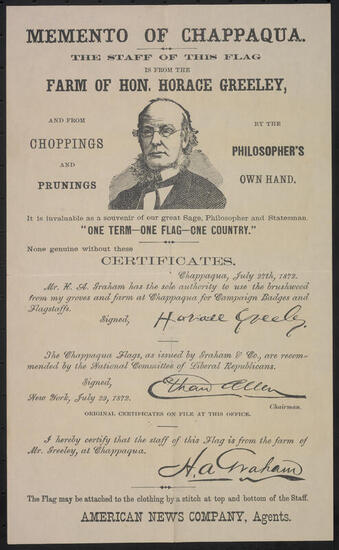 MEMENTO OF CHAPPAQUA.
THE STAFF OF THIS FLAG
IS FROM THE
FARM OF HON. HORACE GREELEY,
AND FROM
CHOPPINGS
AND
PRUNINGS
BY THE
PHILOSOPHER'S
OWN HAND.
It is invaluable as a souvenir of our great Sage, Philosopher and Statesman.
"ONE TERM—ONE FLAG—ONE COUNTRY."
None genuine without these
CERTIFICATES.
Chappaqua, July 27th, 1872.
Mr. H. A. Graham has the sole authority to use the brushwood
from my groves and farm at Chappaqua for Campaign Badges and
Flagstaffs.
Signed, Horace Greeley.
The Chappaqua Flags, as issued by Graham & Co., are recom-
mended by the National Committee of Liberal Republicans.
Signed, Ethan Allen
Chairman.
New York, July 29, 1872.
ORIGINAL CERTIFICATES ON FILE AT THIS OFFICE.
I hereby certify that the staff of this Flag is from the farm of
Mr. Greeley, at Chappaqua.
H. A. Graham
The Flag may be attached to the clothing by a stitch at top and bottom of the Staff.
AMERICAN NEWS COMPANY, Agents.